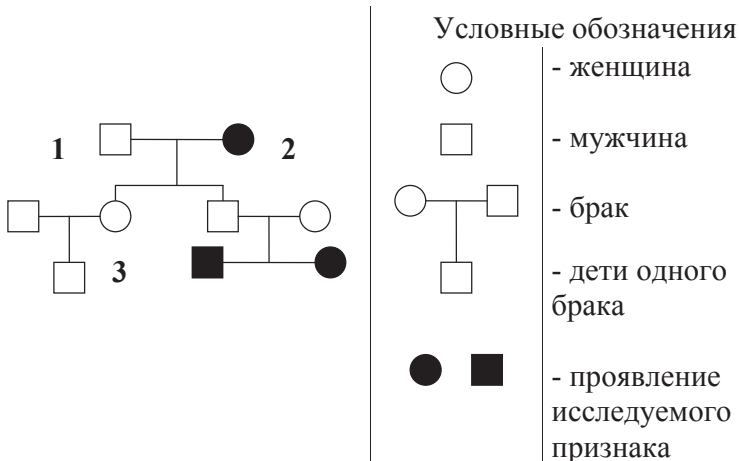 Условные обозначения
- женщина
- мужчина
- брак
- дети одного
брака
- проявление
исследуемого
признака
1
2
3